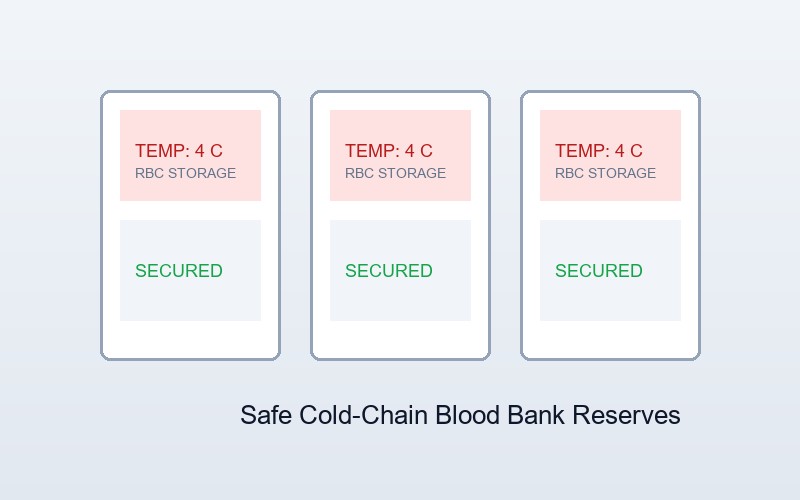 TEMP: 4 C
RBC STORAGE
SECURED
TEMP: 4 C
RBC STORAGE
SECURED
TEMP: 4 C
RBC STORAGE
SECURED
Safe Cold-Chain Blood Bank Reserves